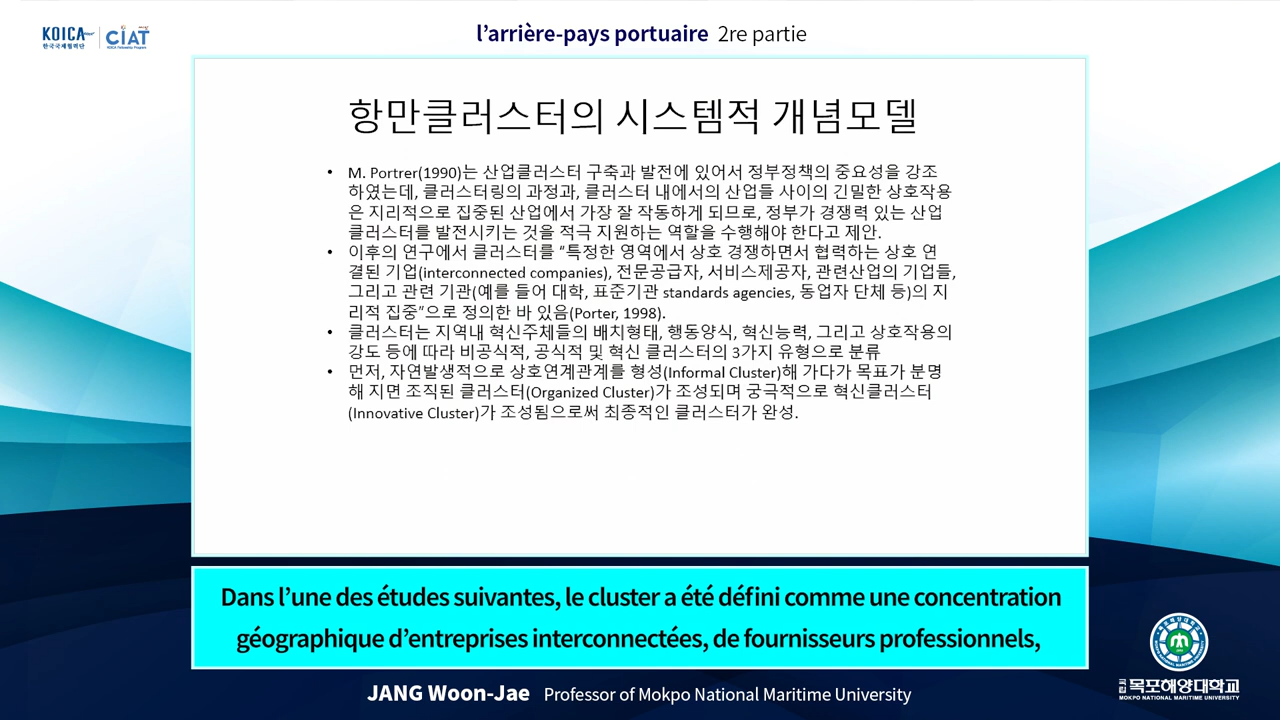 KOICA
한국국제협력단
CIAT
KOICA Fellowship Program
l’arrière-pays portuaire 2re partie
항만클러스터의 시스템적 개념모델
• M. Portrer(1990)는 산업클러스터 구축과 발전에 있어서 정부정책의 중요성을 강조
하였는데, 클러스터링의 과정과, 클러스터 내에서의 산업들 사이의 긴밀한 상호작용
은 지리적으로 집중된 산업에서 가장 잘 작동하게 되므로, 정부가 경쟁력 있는 산업
클러스터를 발전시키는 것을 적극 지원하는 역할을 수행해야 한다고 제안.
• 이후의 연구에서 클러스터를 “특정한 영역에서 상호 경쟁하면서 협력하는 상호 연
결된 기업(interconnected companies), 전문공급자, 서비스제공자, 관련산업의 기업들,
그리고 관련 기관(예를 들어 대학, 표준기관 standards agencies, 동업자 단체 등)의 지
리적 집중”으로 정의한 바 있음(Porter, 1998).
• 클러스터는 지역내 혁신주체들의 배치형태, 행동양식, 혁신능력, 그리고 상호작용의
강도 등에 따라 비공식적, 공식적 및 혁신 클러스터의 3가지 유형으로 분류
• 먼저, 자연발생적으로 상호연계관계를 형성(Informal Cluster)해 가다가 목표가 분명
해 지면 조직된 클러스터(Organized Cluster)가 조성되며 궁극적으로 혁신클러스터
(Innovative Cluster)가 조성됨으로써 최종적인 클러스터가 완성.
Dans l’une des études suivantes, le cluster a été défini comme une concentration
géographique d’entreprises interconnectées, de fournisseurs professionnels,
JANG Woon-Jae Professor of Mokpo National Maritime University
국립 목포해양대학교
MOKPO NATIONAL MARITIME UNIVERSITY